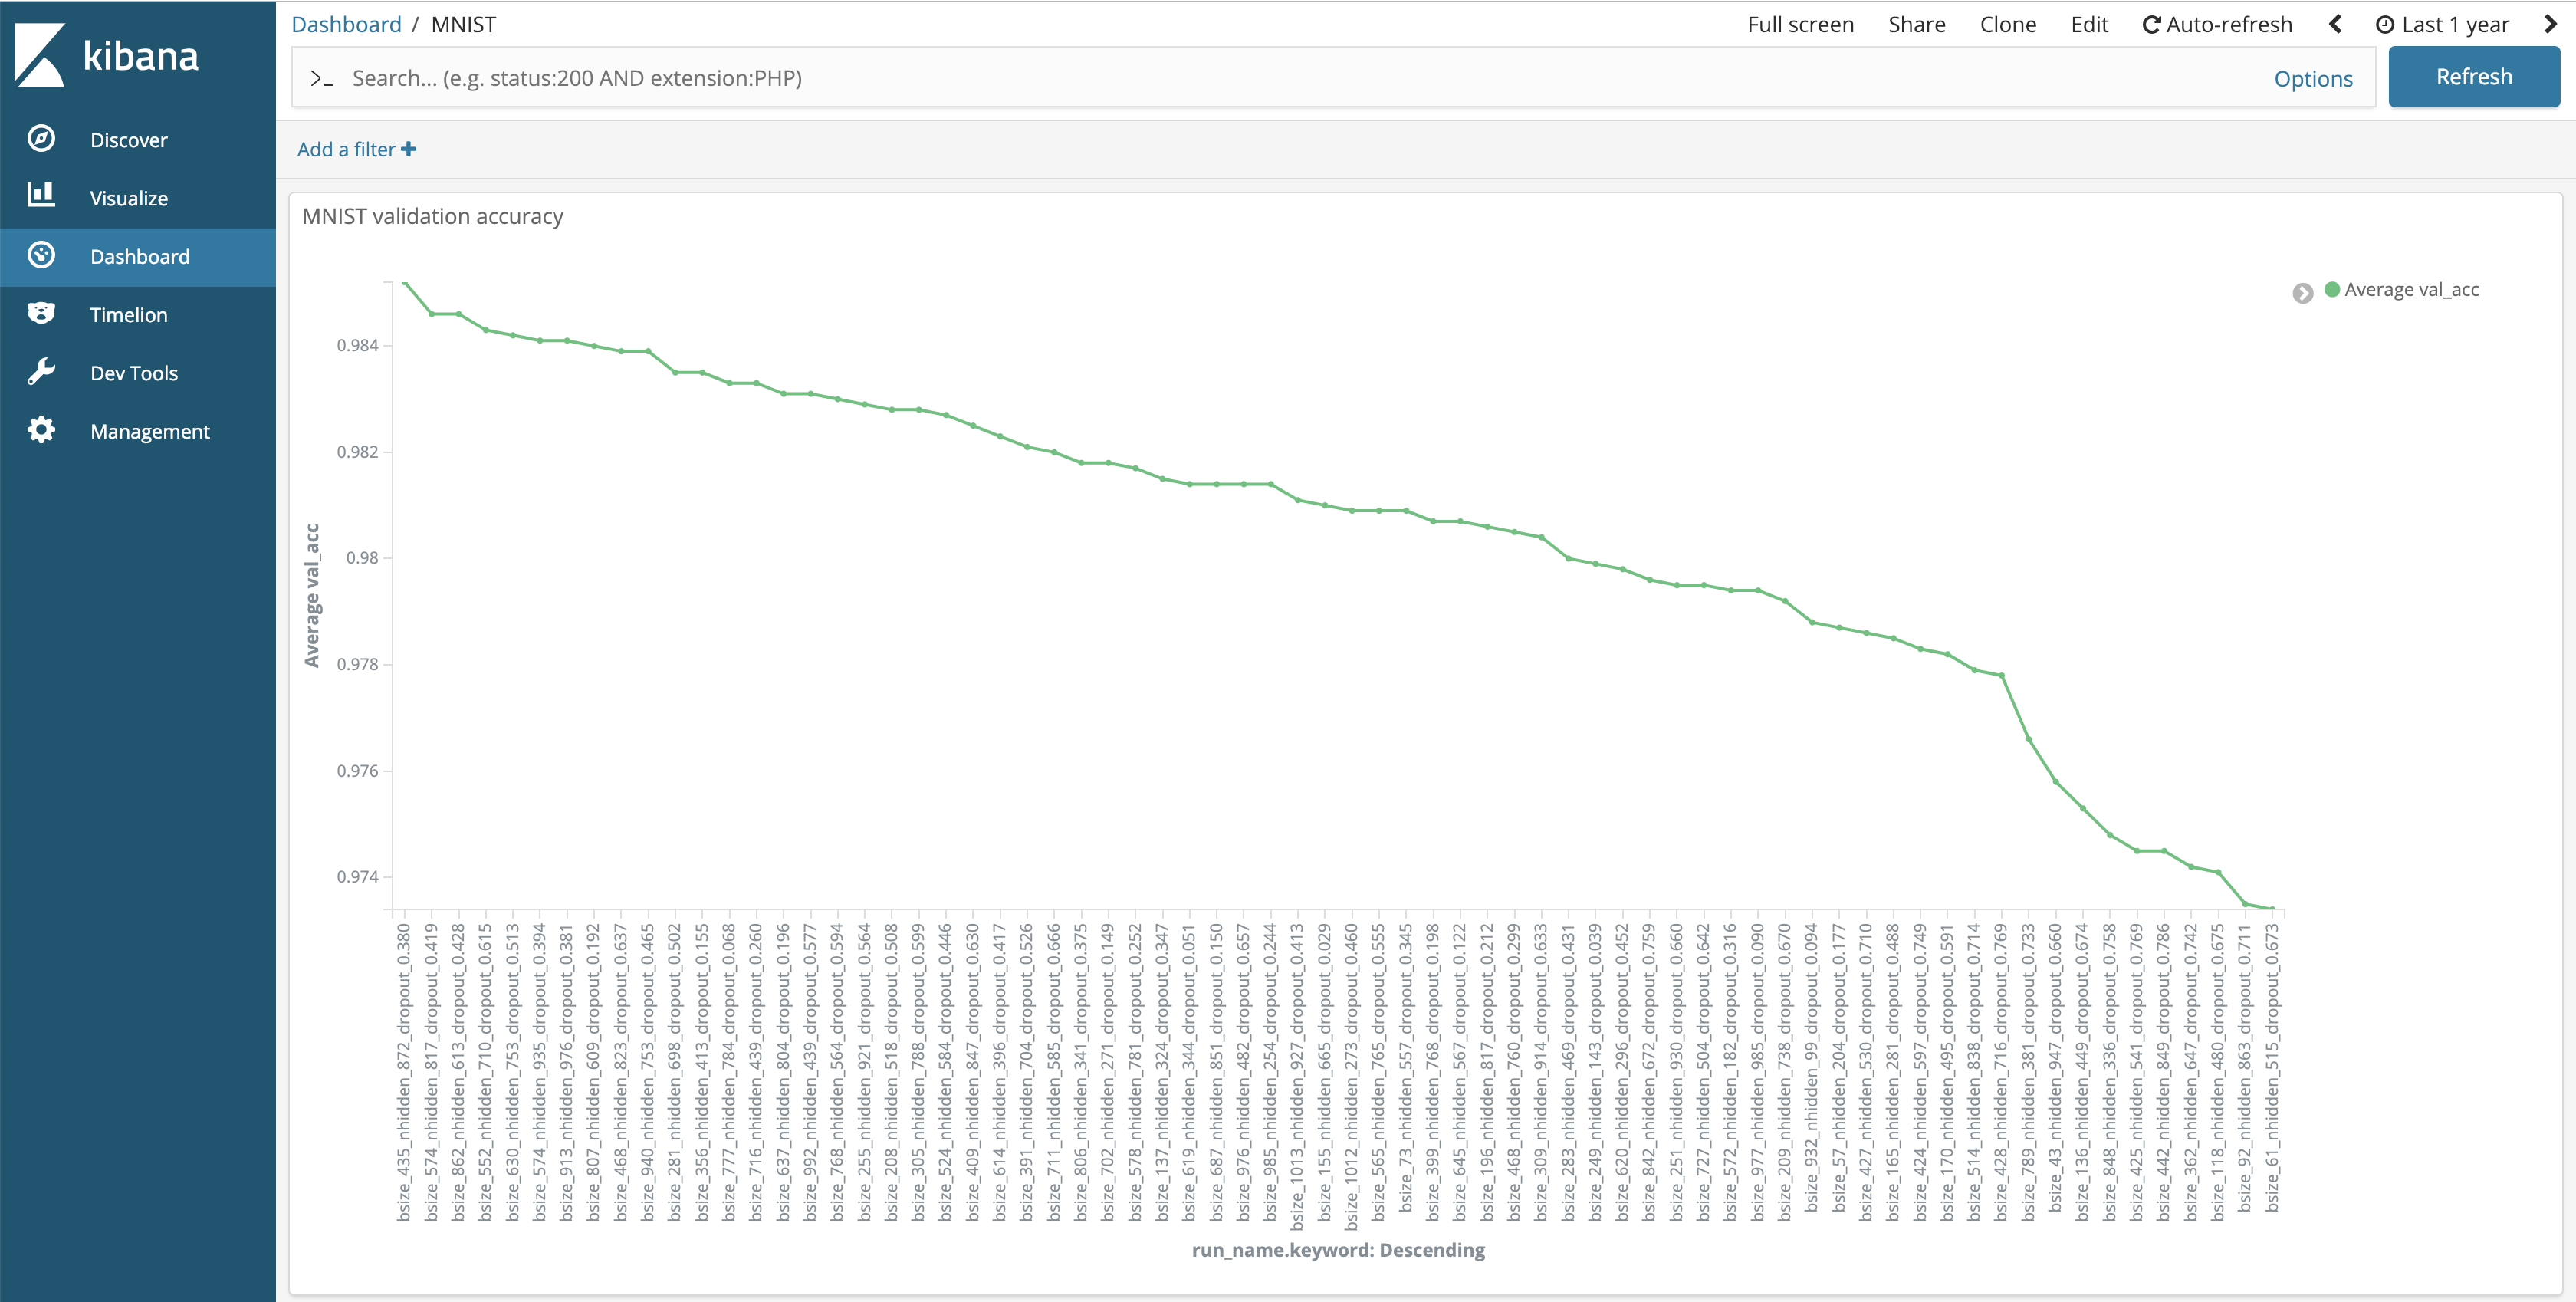 kibana
Discover
Visualize
Dashboard
Timelion
Dev Tools
Management
Dashboard / MNIST
Full screen Share Clone Edit Auto-refresh Last 1 year
>_ Search... (e.g. status:200 AND extension:PHP) Options Refresh
Add a filter
MNIST validation accuracy
Average val_acc
Average val_acc
0.984
0.982
0.98
0.978
0.976
0.974
bsize_435_nhidden_872_dropout_0.380
bsize_574_nhidden_817_dropout_0.419
bsize_862_nhidden_613_dropout_0.428
bsize_552_nhidden_710_dropout_0.615
bsize_630_nhidden_753_dropout_0.513
bsize_574_nhidden_935_dropout_0.394
bsize_913_nhidden_976_dropout_0.381
bsize_807_nhidden_609_dropout_0.192
bsize_468_nhidden_823_dropout_0.637
bsize_940_nhidden_753_dropout_0.465
bsize_281_nhidden_698_dropout_0.502
bsize_356_nhidden_413_dropout_0.155
bsize_777_nhidden_784_dropout_0.068
bsize_716_nhidden_439_dropout_0.260
bsize_637_nhidden_804_dropout_0.196
bsize_992_nhidden_439_dropout_0.577
bsize_768_nhidden_564_dropout_0.594
bsize_255_nhidden_921_dropout_0.564
bsize_208_nhidden_518_dropout_0.508
bsize_305_nhidden_788_dropout_0.599
bsize_524_nhidden_584_dropout_0.446
bsize_409_nhidden_847_dropout_0.630
bsize_614_nhidden_396_dropout_0.417
bsize_391_nhidden_704_dropout_0.526
bsize_711_nhidden_585_dropout_0.666
bsize_806_nhidden_341_dropout_0.375
bsize_702_nhidden_271_dropout_0.149
bsize_578_nhidden_781_dropout_0.252
bsize_137_nhidden_324_dropout_0.347
bsize_619_nhidden_344_dropout_0.051
bsize_687_nhidden_851_dropout_0.150
bsize_976_nhidden_482_dropout_0.657
bsize_985_nhidden_254_dropout_0.244
bsize_1013_nhidden_927_dropout_0.413
bsize_155_nhidden_665_dropout_0.029
bsize_1012_nhidden_273_dropout_0.460
bsize_565_nhidden_765_dropout_0.555
bsize_73_nhidden_557_dropout_0.345
bsize_399_nhidden_768_dropout_0.198
bsize_645_nhidden_567_dropout_0.122
bsize_196_nhidden_817_dropout_0.212
bsize_468_nhidden_760_dropout_0.299
bsize_309_nhidden_914_dropout_0.633
bsize_283_nhidden_469_dropout_0.431
bsize_249_nhidden_143_dropout_0.039
bsize_620_nhidden_296_dropout_0.452
bsize_842_nhidden_672_dropout_0.759
bsize_251_nhidden_930_dropout_0.660
bsize_727_nhidden_504_dropout_0.642
bsize_572_nhidden_182_dropout_0.316
bsize_977_nhidden_985_dropout_0.090
bsize_209_nhidden_738_dropout_0.670
bsize_932_nhidden_99_dropout_0.094
bsize_57_nhidden_204_dropout_0.177
bsize_427_nhidden_530_dropout_0.710
bsize_165_nhidden_281_dropout_0.488
bsize_424_nhidden_597_dropout_0.749
bsize_170_nhidden_495_dropout_0.591
bsize_514_nhidden_838_dropout_0.714
bsize_428_nhidden_716_dropout_0.769
bsize_789_nhidden_381_dropout_0.733
bsize_43_nhidden_947_dropout_0.660
bsize_136_nhidden_449_dropout_0.674
bsize_848_nhidden_336_dropout_0.758
bsize_425_nhidden_541_dropout_0.769
bsize_442_nhidden_849_dropout_0.786
bsize_362_nhidden_647_dropout_0.742
bsize_118_nhidden_480_dropout_0.675
bsize_92_nhidden_863_dropout_0.711
bsize_61_nhidden_515_dropout_0.673
run_name.keyword: Descending